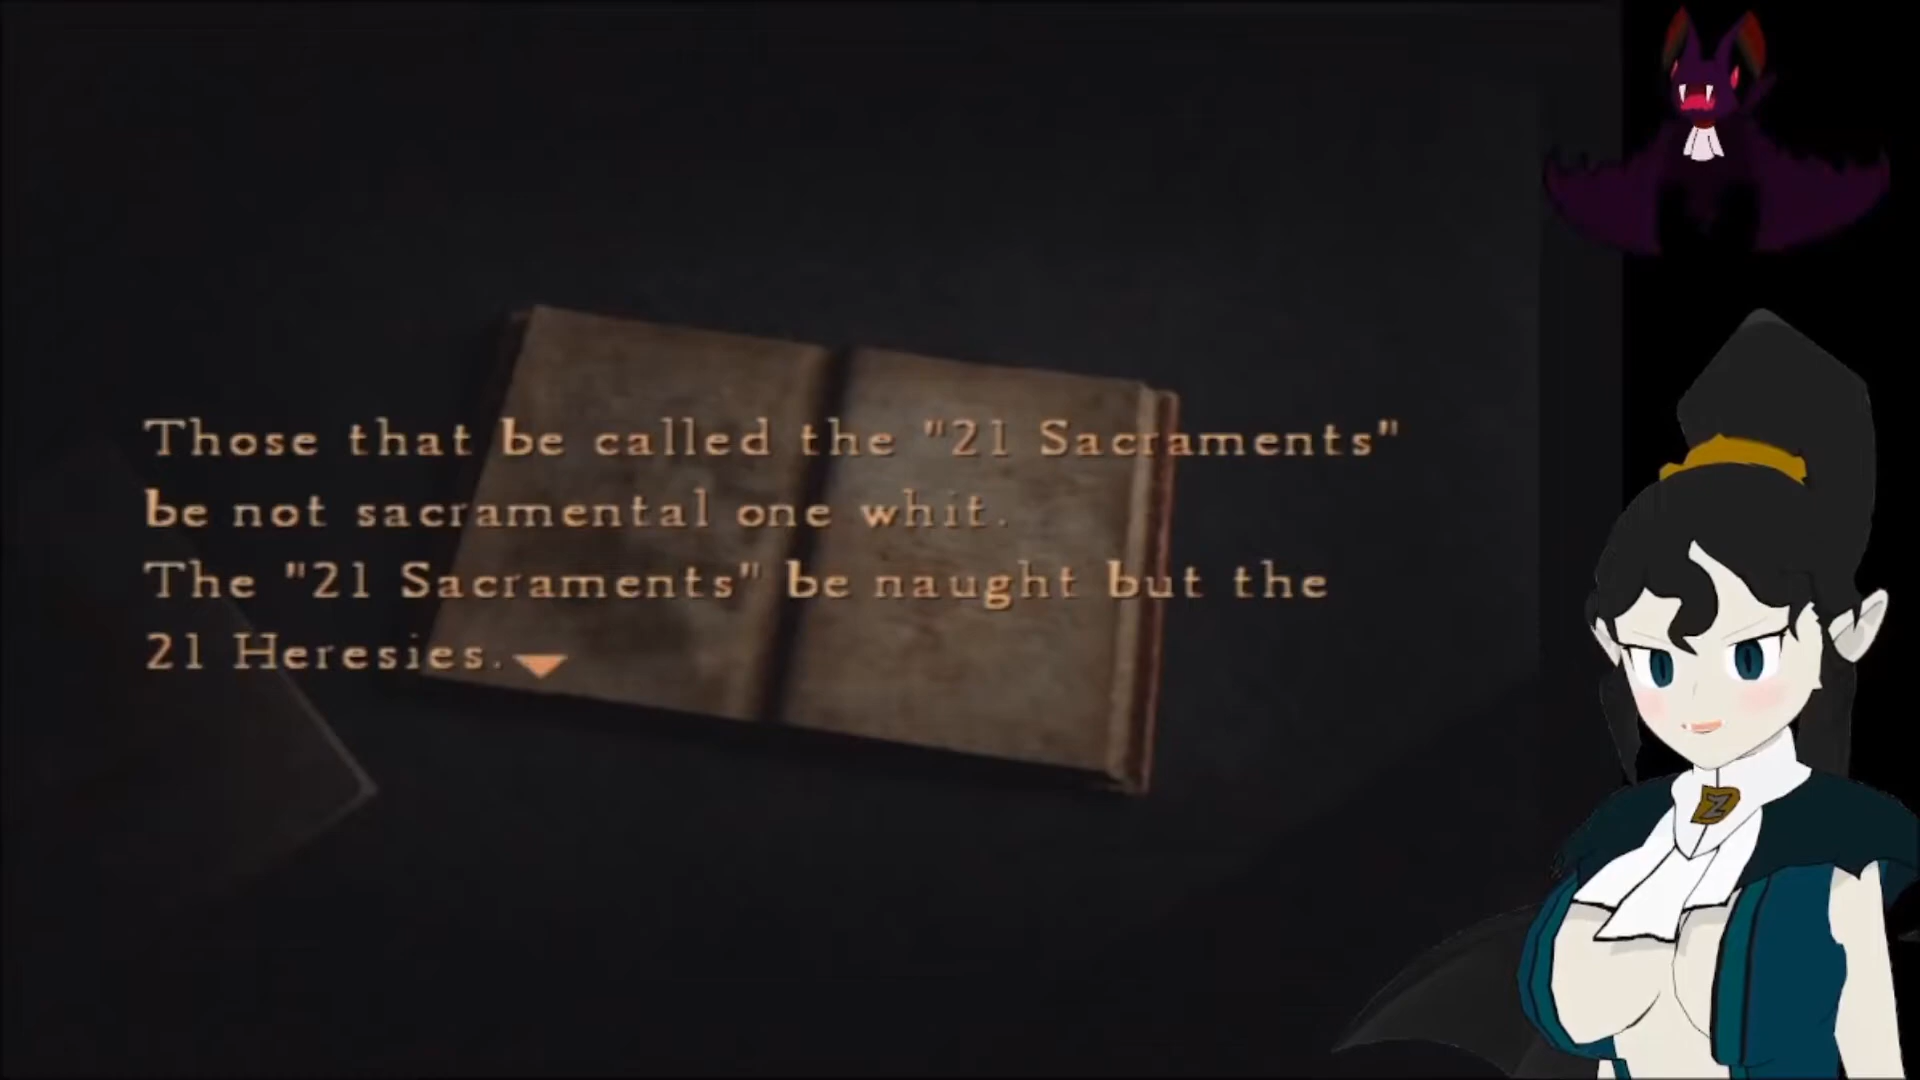 Those that be called the "21 Sacraments"
be not sacramental one whit.
The "21 Sacraments" be naught but the
21 Heresies.
Z